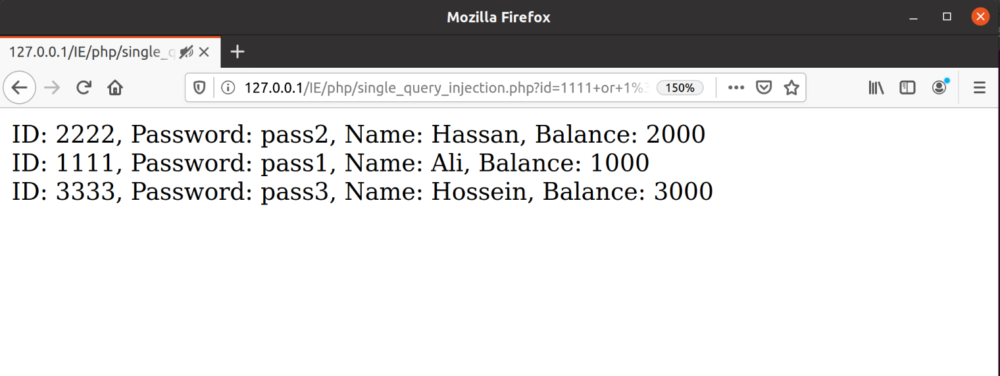 Mozilla Firefox
127.0.0.1/IE/php/single_q
127.0.0.1/IE/php/single_query_injection.php?id=1111+or+1%3 150%
ID: 2222, Password: pass2, Name: Hassan, Balance: 2000
ID: 1111, Password: pass1, Name: Ali, Balance: 1000
ID: 3333, Password: pass3, Name: Hossein, Balance: 3000